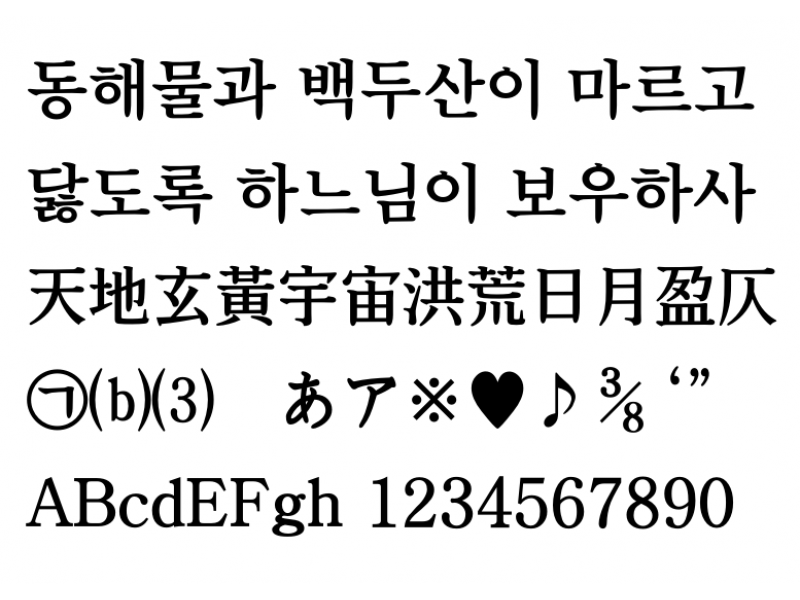 동해물과 백두산이 마르고
닳도록 하느님이 보우하사
天地玄黃宇宙洪荒日月盈仄
㉠⒝⑶　あア※♥♪⅜ ‘”
ABcdEFgh 1234567890